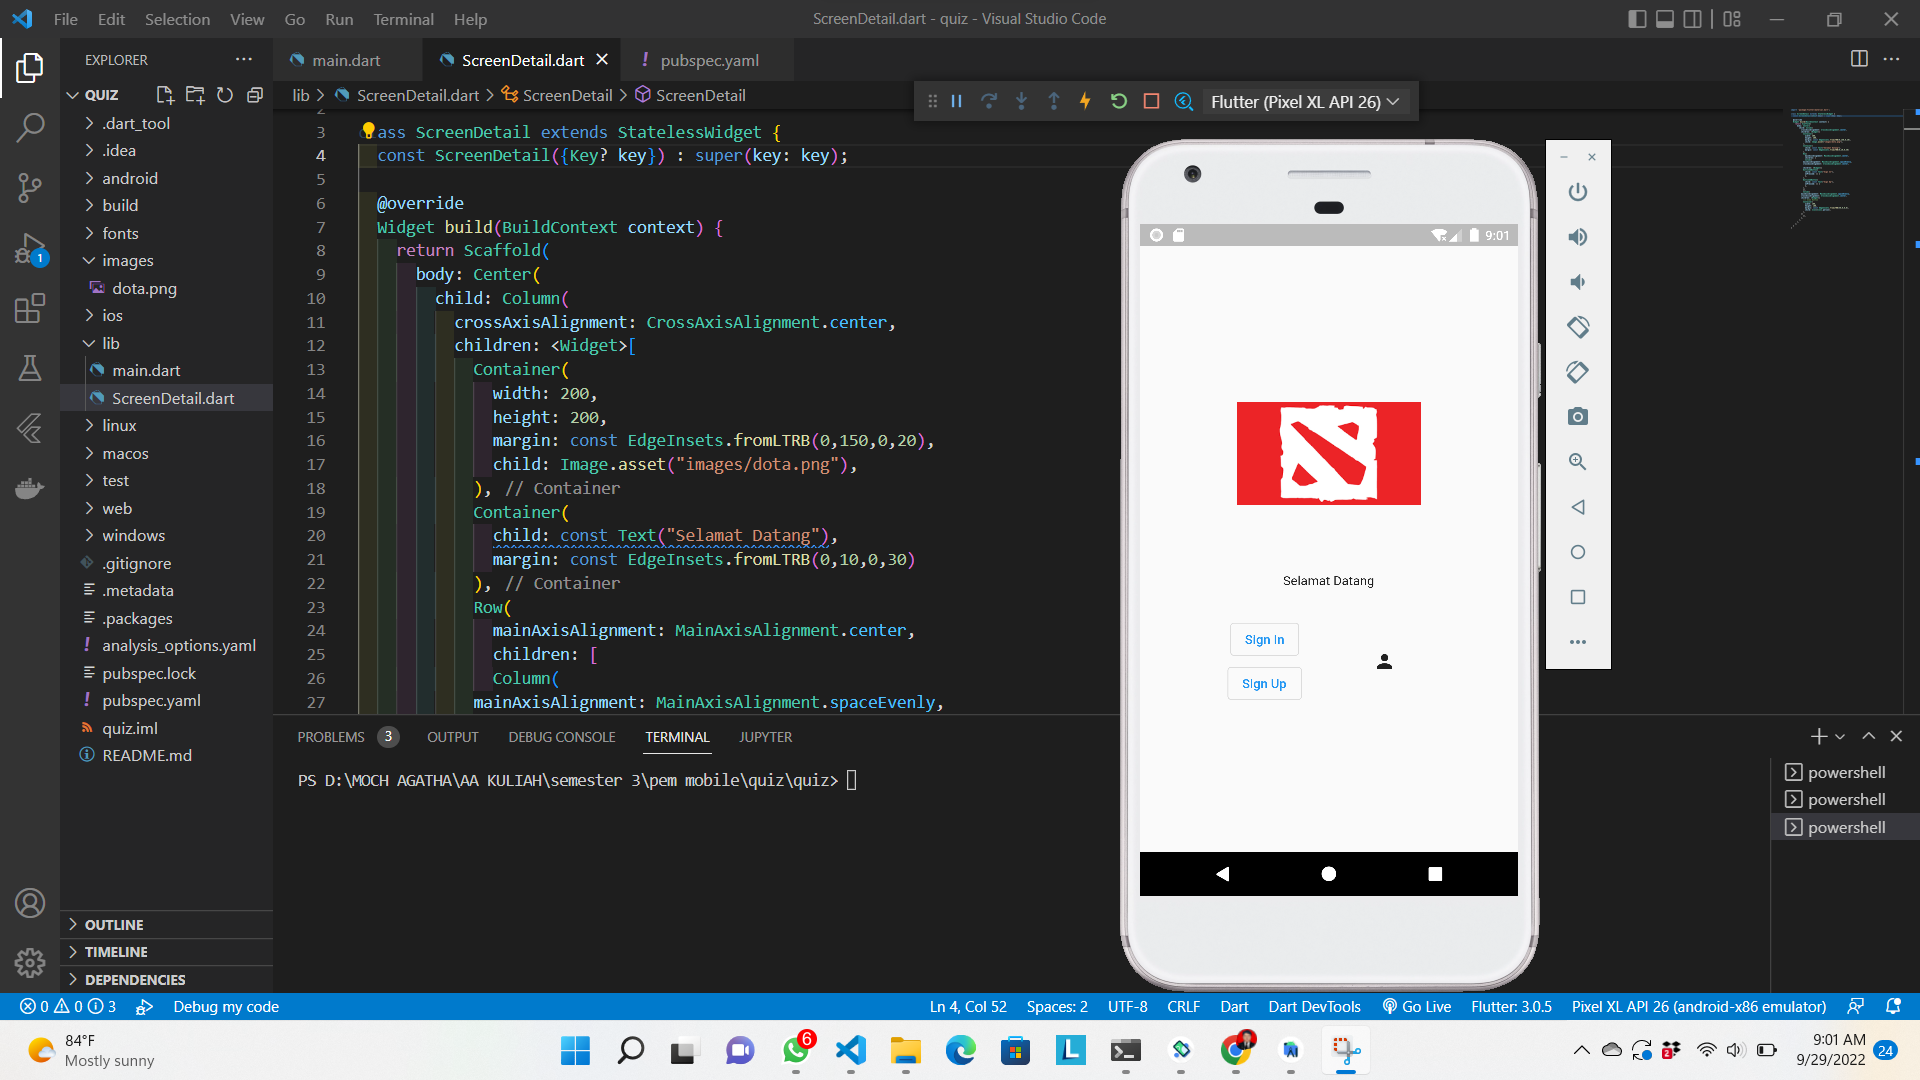 File Edit Selection View Go Run Terminal Help
ScreenDetail.dart - quiz - Visual Studio Code
EXPLORER
main.dart
ScreenDetail.dart
! pubspec.yaml
QUIZ
lib > ScreenDetail.dart > ScreenDetail > ScreenDetail
Flutter (Pixel XL API 26)
.dart_tool
.idea
android
build
fonts
images
dota.png
ios
lib
main.dart
ScreenDetail.dart
linux
macos
test
web
windows
.gitignore
.metadata
.packages
! analysis_options.yaml
pubspec.lock
! pubspec.yaml
quiz.iml
README.md
OUTLINE
TIMELINE
DEPENDENCIES
2
3 ass ScreenDetail extends StatelessWidget {
4 const ScreenDetail({Key? key}) : super(key: key);
5
6 @override
7 Widget build(BuildContext context) {
8 return Scaffold(
9 body: Center(
10 child: Column(
11 crossAxisAlignment: CrossAxisAlignment.center,
12 children: <Widget>[
13 Container(
14 width: 200,
15 height: 200,
16 margin: const EdgeInsets.fromLTRB(0,150,0,20),
17 child: Image.asset("images/dota.png"),
18 ), // Container
19 Container(
20 child: const Text("Selamat Datang"),
21 margin: const EdgeInsets.fromLTRB(0,10,0,30)
22 ), // Container
23 Row(
24 mainAxisAlignment: MainAxisAlignment.center,
25 children: [
26 Column(
27 mainAxisAlignment: MainAxisAlignment.spaceEvenly,
9:01
Selamat Datang
Sign In
Sign Up
PROBLEMS 3 OUTPUT DEBUG CONSOLE TERMINAL JUPYTER
PS D:\MOCH AGATHA\AA KULIAH\semester 3\pem mobile\quiz\quiz>
powershell
powershell
powershell
1
0 0 3 Debug my code
Ln 4, Col 52 Spaces: 2 UTF-8 CRLF Dart Dart DevTools Go Live Flutter: 3.0.5 Pixel XL API 26 (android-x86 emulator)
84°F
Mostly sunny
6
L
2
9:01 AM
9/29/2022
24